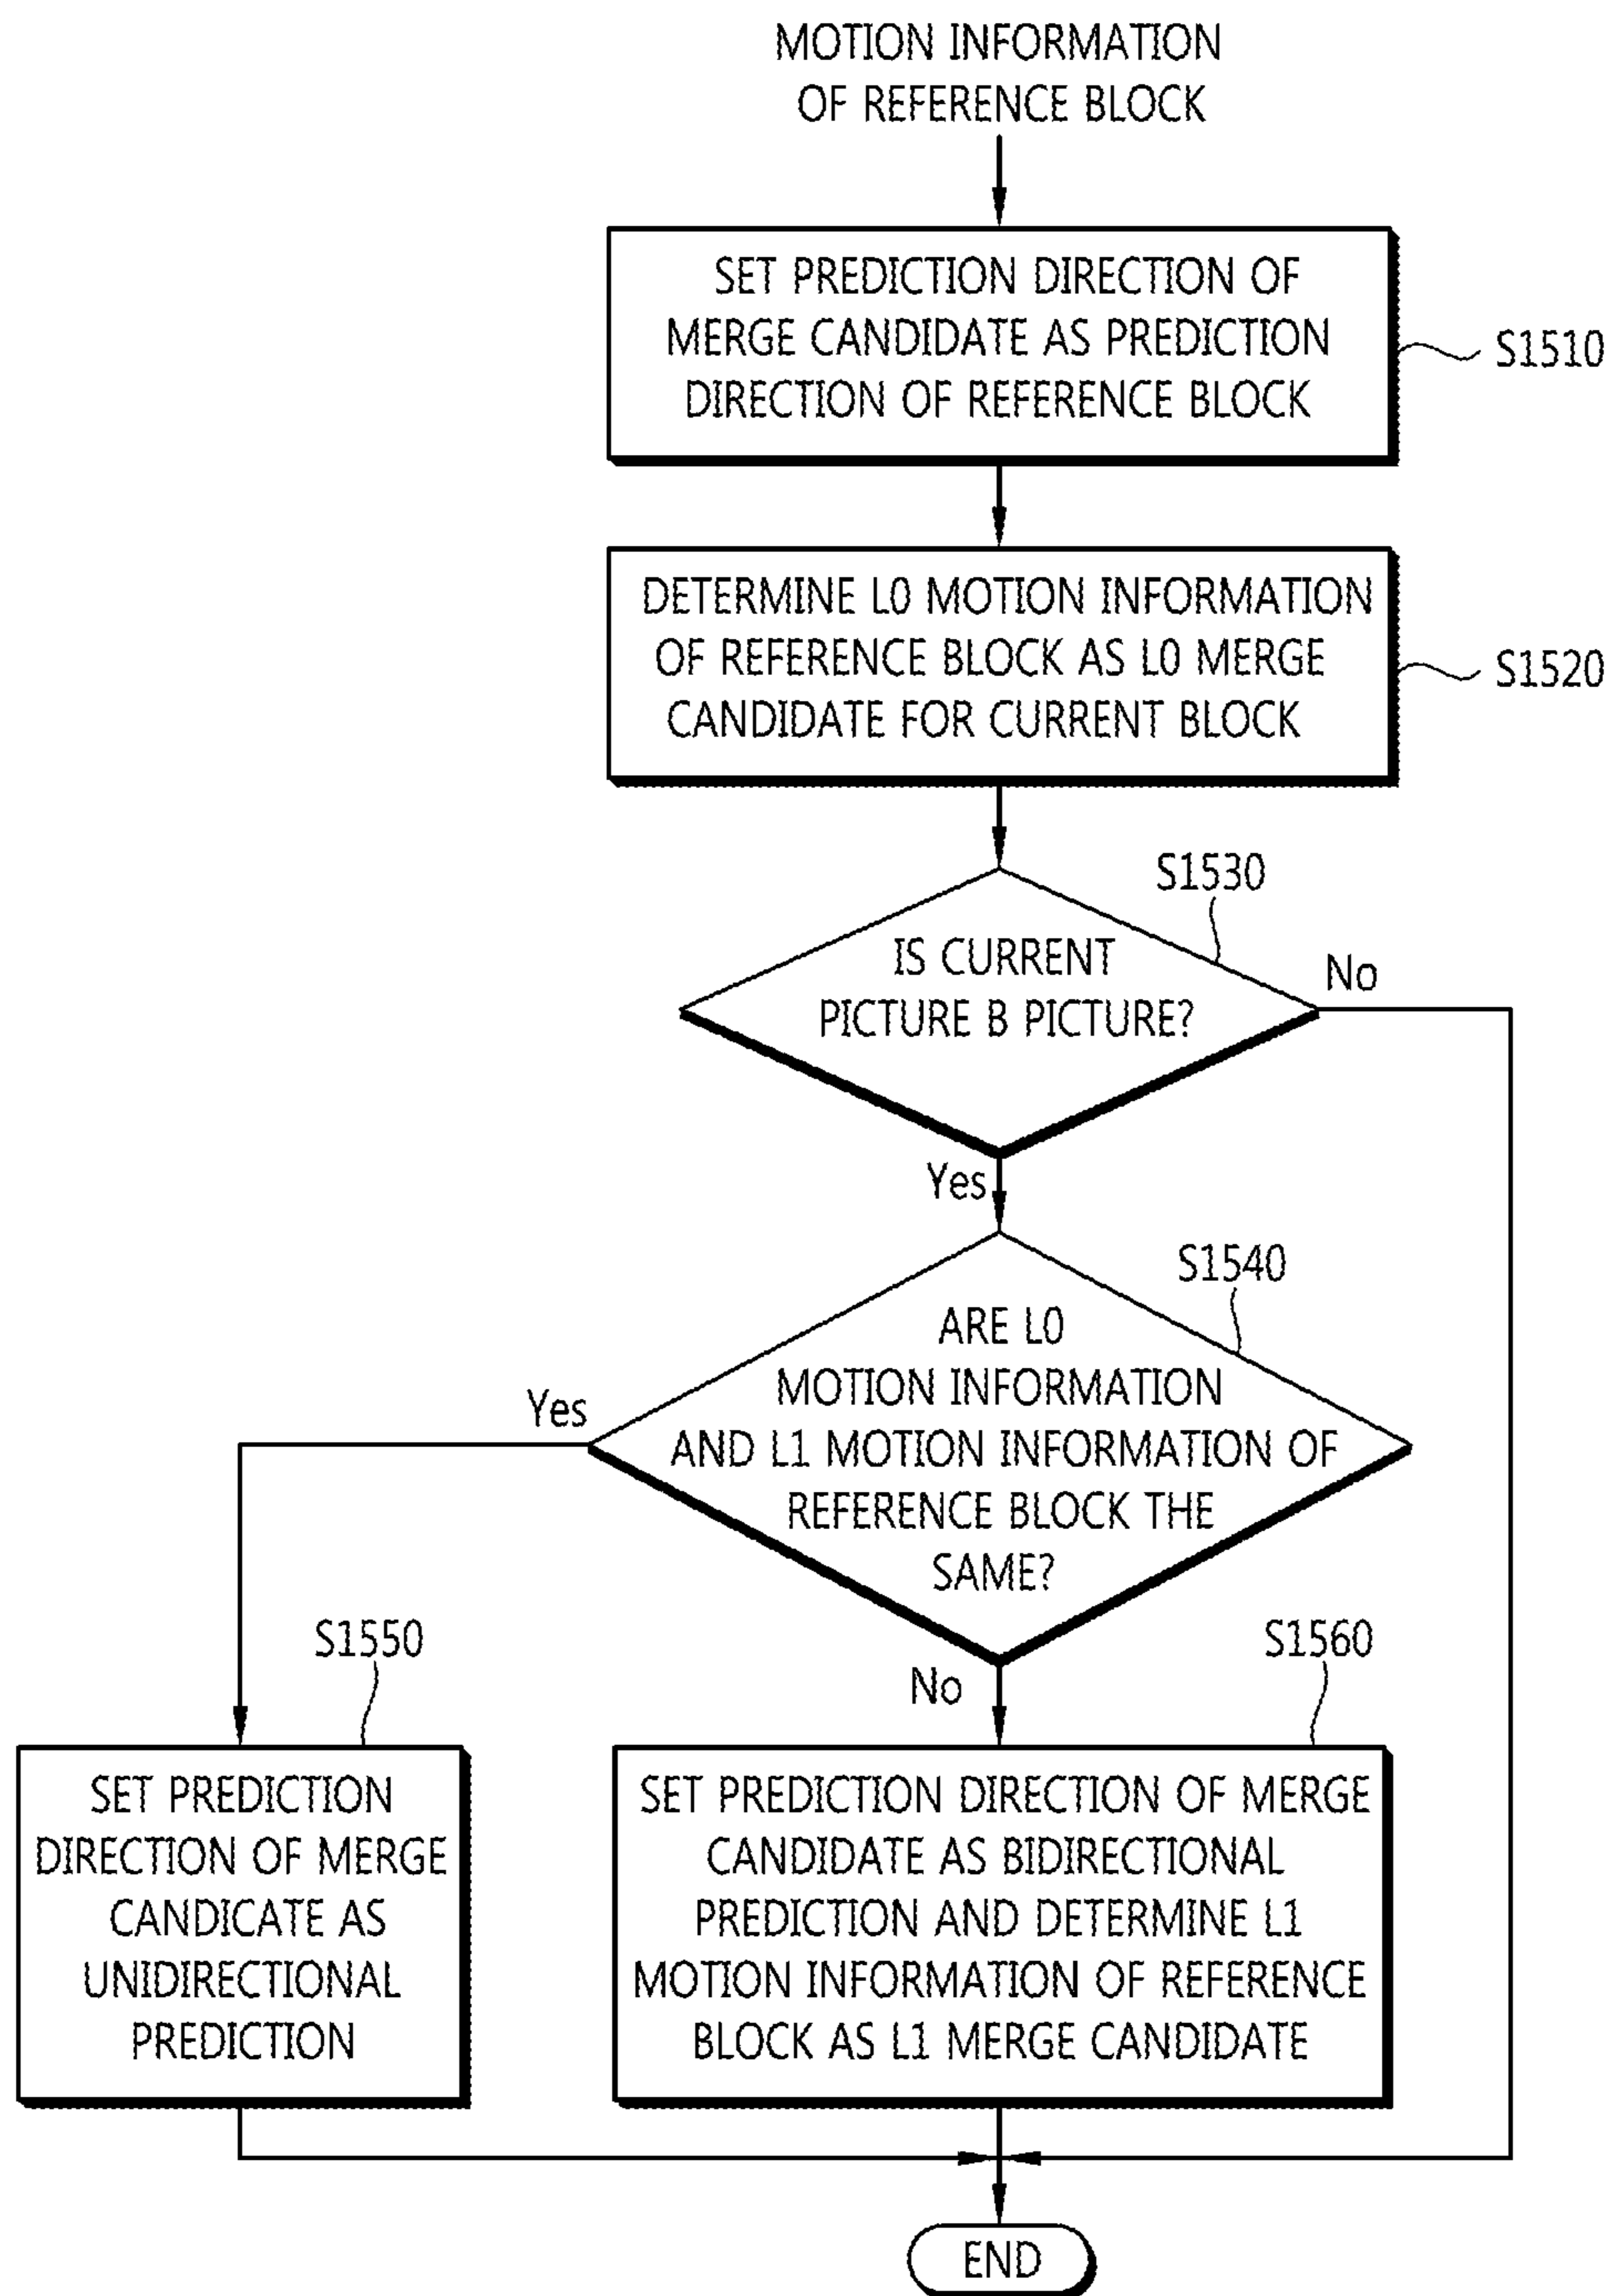 MOTION INFORMATION
OF REFERENCE BLOCK
SET PREDICTION DIRECTION OF
MERGE CANDIDATE AS PREDICTION
DIRECTION OF REFERENCE BLOCK
S1510
DETERMINE L0 MOTION INFORMATION
OF REFERENCE BLOCK AS L0 MERGE
CANDIDATE FOR CURRENT BLOCK
S1520
S1530
IS CURRENT
PICTURE B PICTURE?
No
Yes
S1540
ARE L0
MOTION INFORMATION
AND L1 MOTION INFORMATION OF
REFERENCE BLOCK THE
SAME?
Yes
No
S1550
SET PREDICTION
DIRECTION OF MERGE
CANDICATE AS
UNIDIRECTIONAL
PREDICTION
S1560
SET PREDICTION DIRECTION OF MERGE
CANDIDATE AS BIDIRECTIONAL
PREDICTION AND DETERMINE L1
MOTION INFORMATION OF REFERENCE
BLOCK AS L1 MERGE CANDIDATE
END